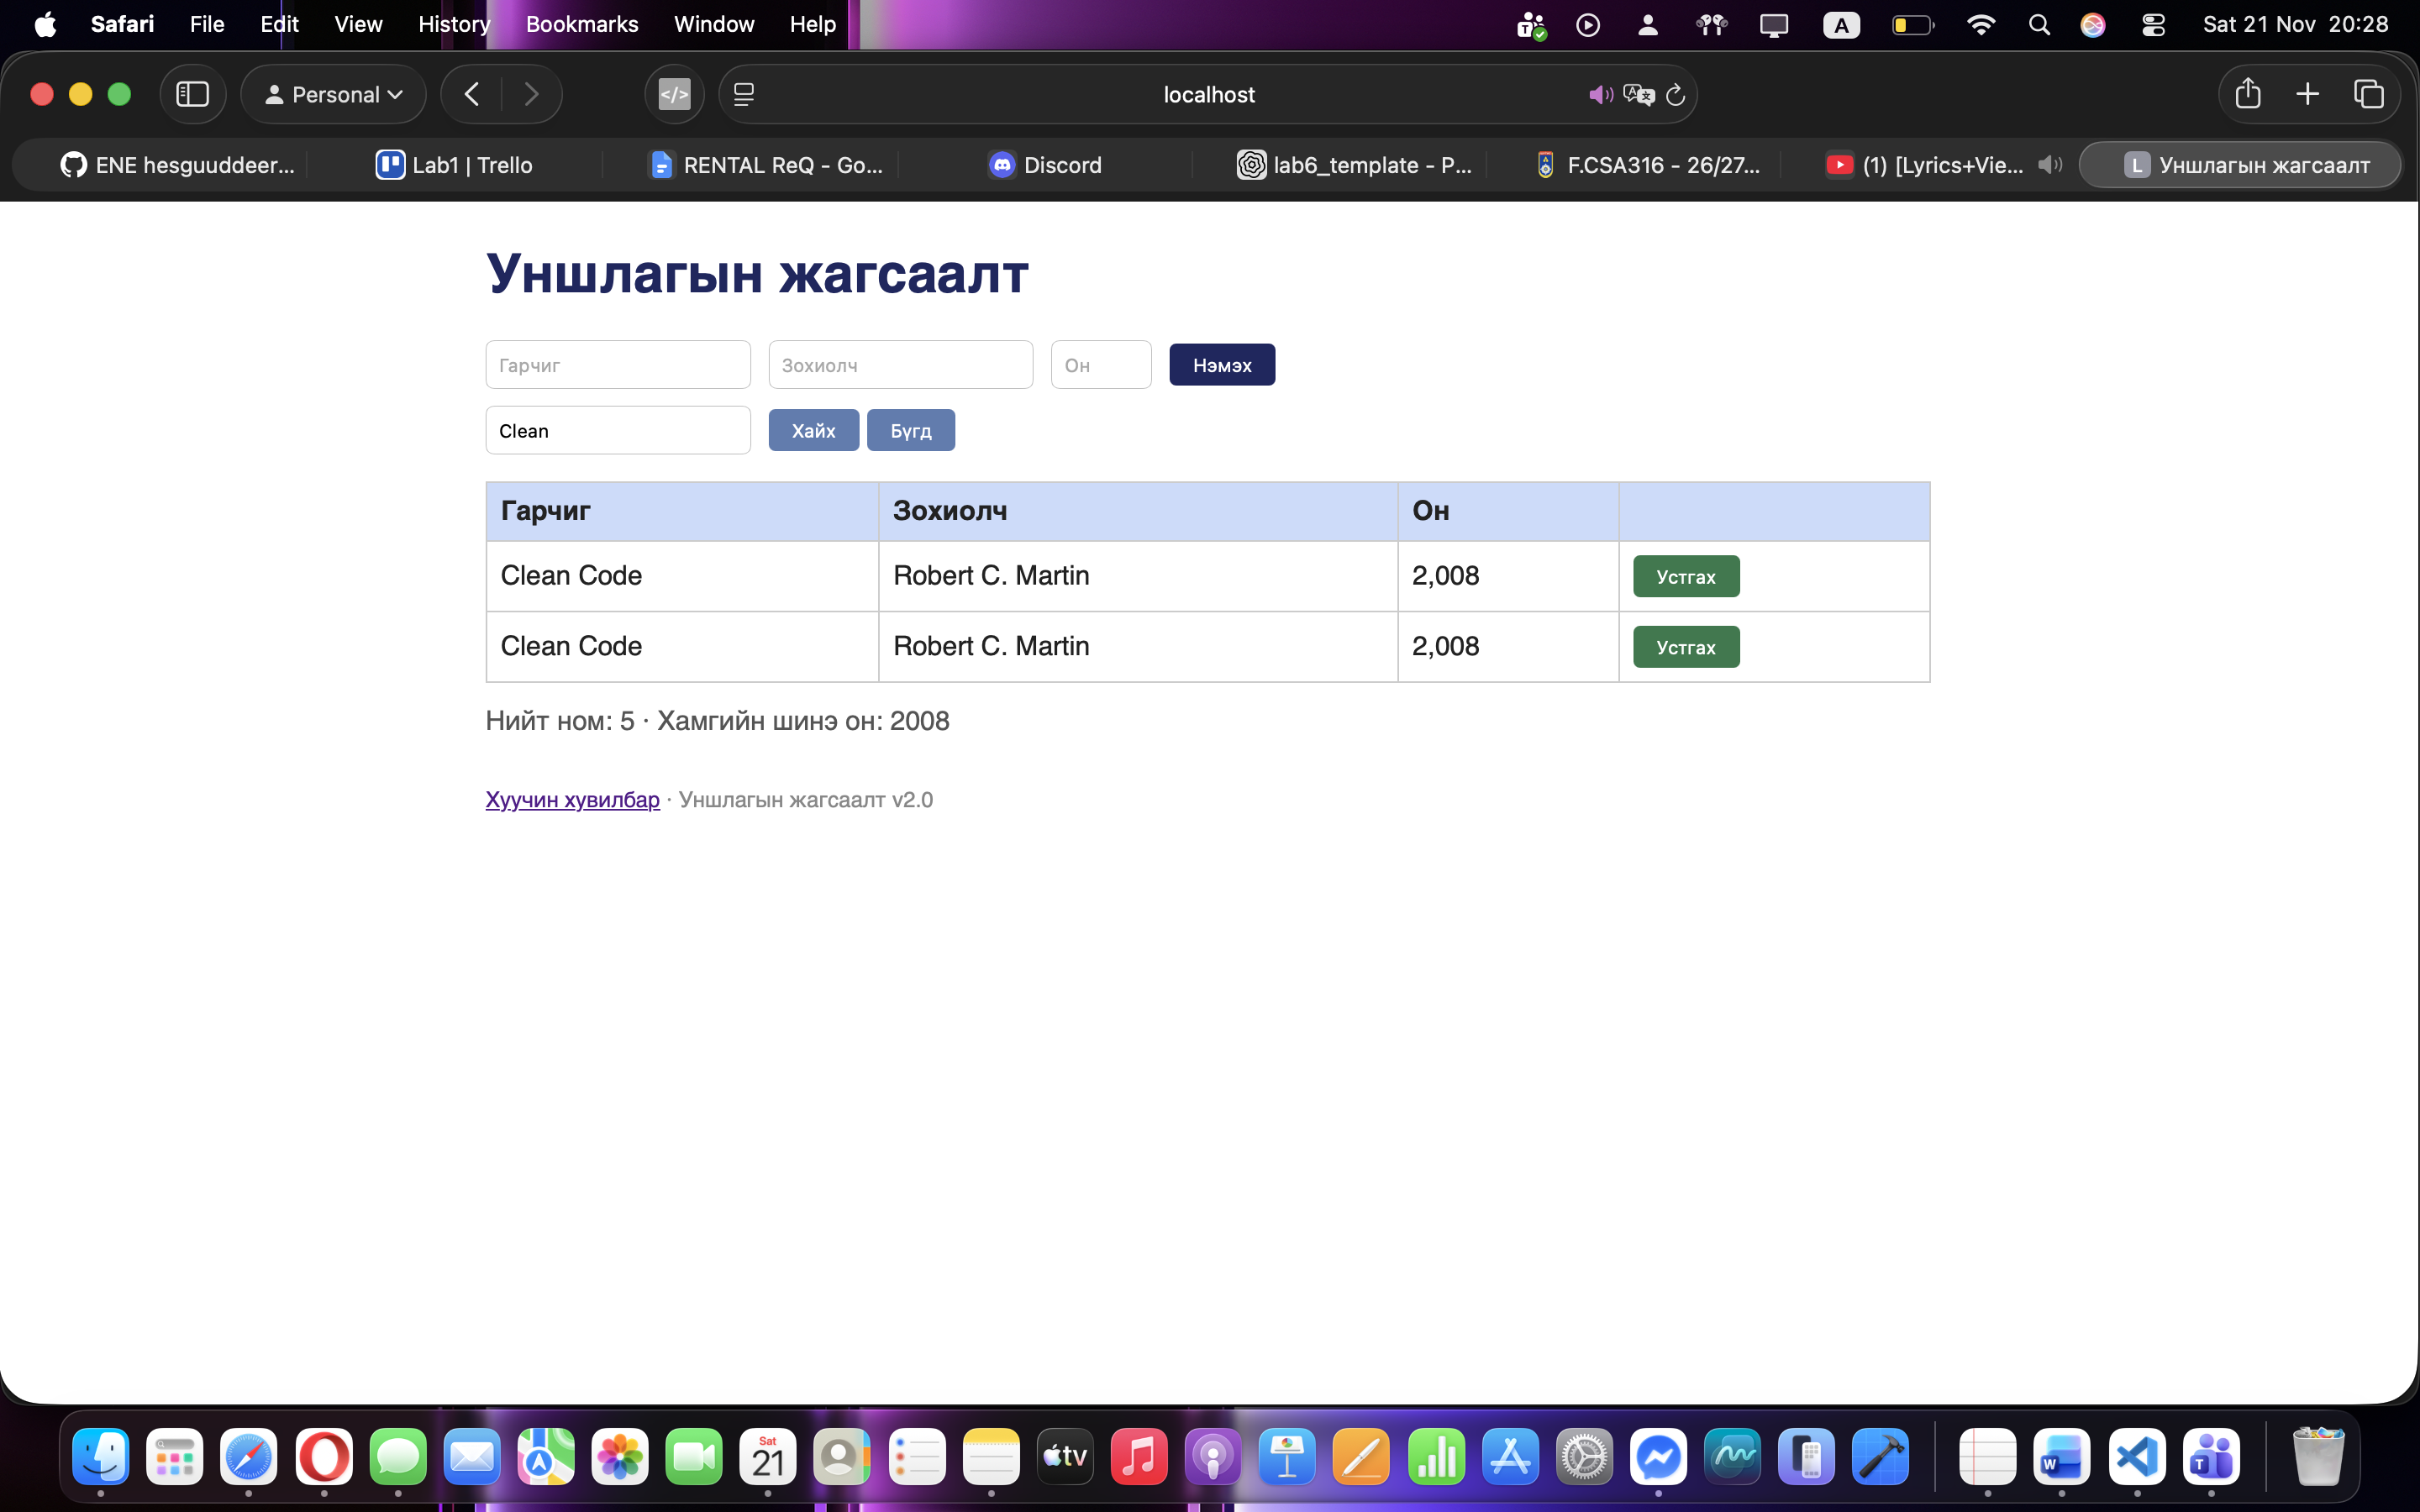 Safari File Edit View History Bookmarks Window Help A Sat 21 Nov 20:28
Personal </> localhost
ENE hesguuddeer... Lab1 | Trello RENTAL ReQ - Go... Discord lab6_template - P... F.CSA316 - 26/27... (1) [Lyrics+Vie... L Уншлагын жагсаалт
Уншлагын жагсаалт
Гарчиг Зохиолч Он Нэмэх
Clean Хайх Бүгд
Гарчиг Зохиолч Он
Clean Code Robert C. Martin 2,008 Устгах
Clean Code Robert C. Martin 2,008 Устгах
Нийт ном: 5 · Хамгийн шинэ он: 2008
Хуучин хувилбар · Уншлагын жагсаалт v2.0
Sat
21
tv
W
T